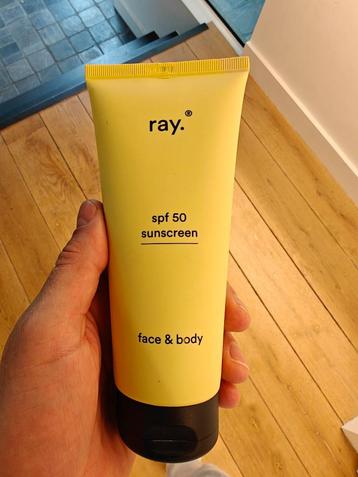 ray.®
spf 50
sunscreen
face & body